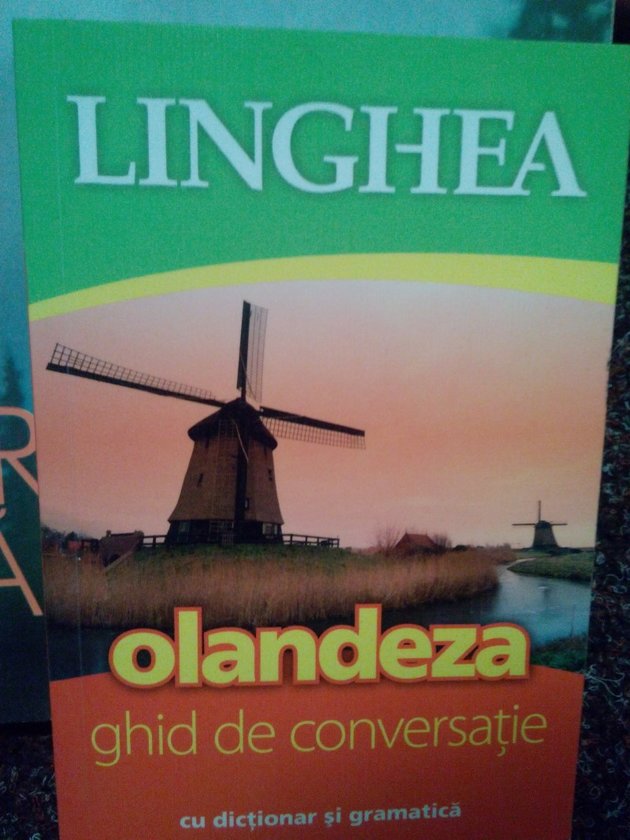 LINGHEA
olandeza
ghid de conversație
cu dicționar și gramatică
R
Ă